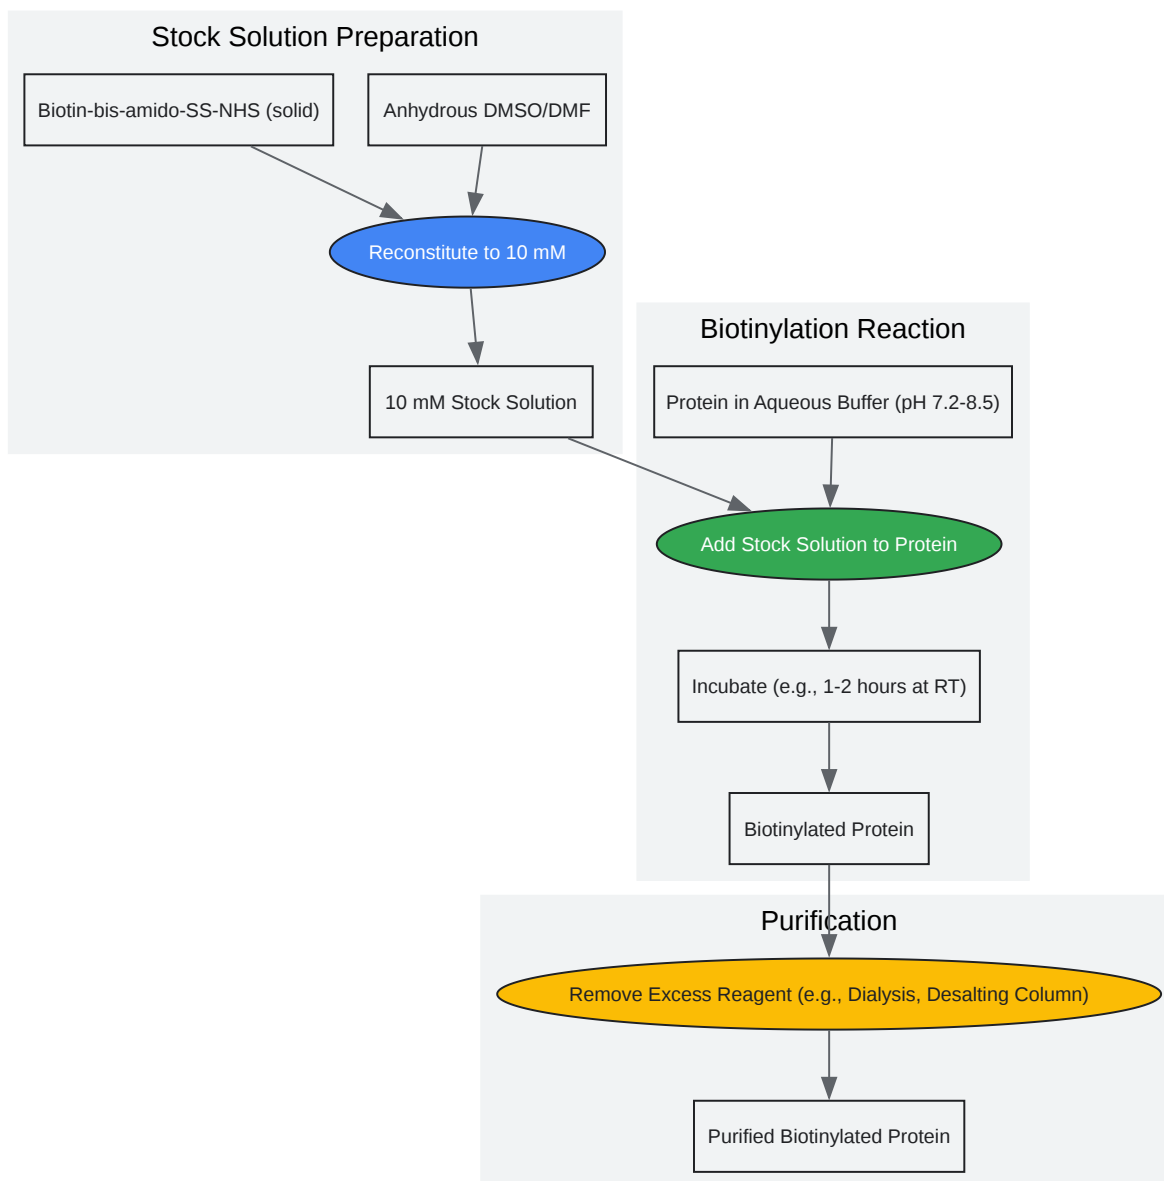 Stock Solution Preparation
Biotin-bis-amido-SS-NHS (solid)
Anhydrous DMSO/DMF
Reconstitute to 10 mM
10 mM Stock Solution
Biotinylation Reaction
Protein in Aqueous Buffer (pH 7.2-8.5)
Add Stock Solution to Protein
Incubate (e.g., 1-2 hours at RT)
Biotinylated Protein
Purification
Remove Excess Reagent (e.g., Dialysis, Desalting Column)
Purified Biotinylated Protein